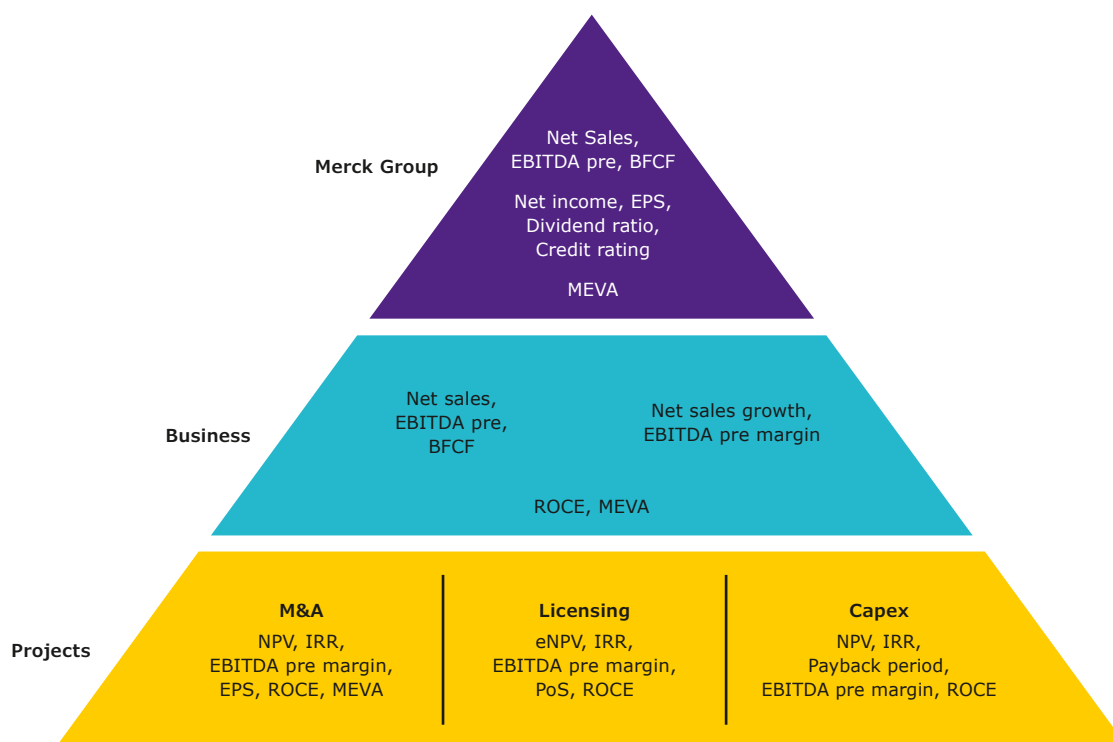 Merck Group
Net Sales,
EBITDA pre, BFCF
Net income, EPS,
Dividend ratio,
Credit rating
MEVA
Business
Net sales,
EBITDA pre,
BFCF
Net sales growth,
EBITDA pre margin
ROCE, MEVA
Projects
M&A
NPV, IRR,
EBITDA pre margin,
EPS, ROCE, MEVA
Licensing
eNPV, IRR,
EBITDA pre margin,
PoS, ROCE
Capex
NPV, IRR,
Payback period,
EBITDA pre margin, ROCE